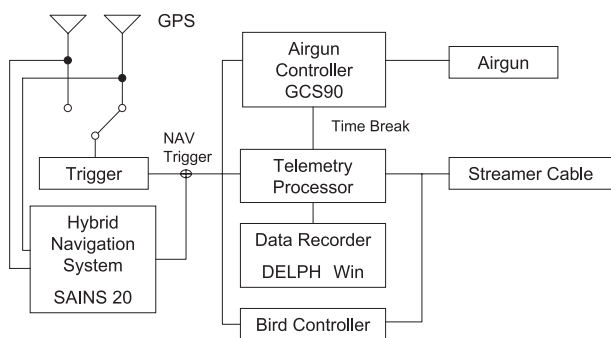 GPS
Airgun
Controller
GCS90
Airgun
Time Break
NAV
Trigger
Trigger
Telemetry
Processor
Streamer Cable
Hybrid
Navigation
System
SAINS 20
Data Recorder
DELPH Win
Bird Controller